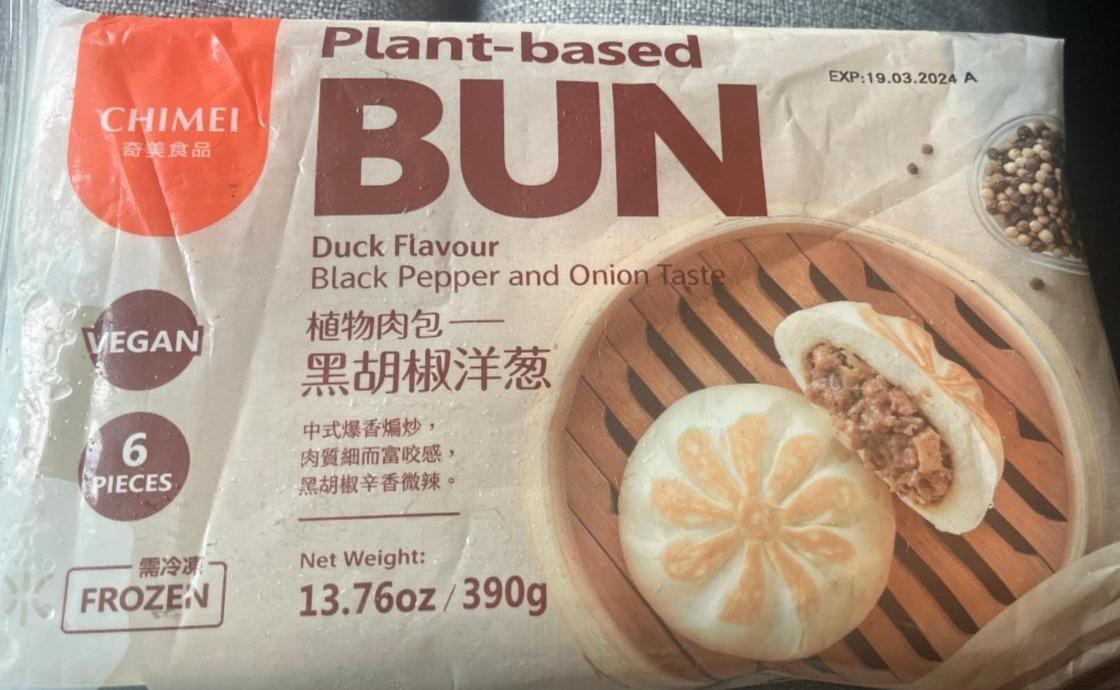 CHIMEI
奇美食品
Plant-based
BUN
EXP:19.03.2024 A
Duck Flavour
Black Pepper and Onion Taste
植物肉包——
黑胡椒洋葱
中式爆香煸炒，
肉質細而富咬感，
黑胡椒辛香微辣。
VEGAN
6
PIECES
需冷凍
FROZEN
Net Weight:
13.76oz / 390g